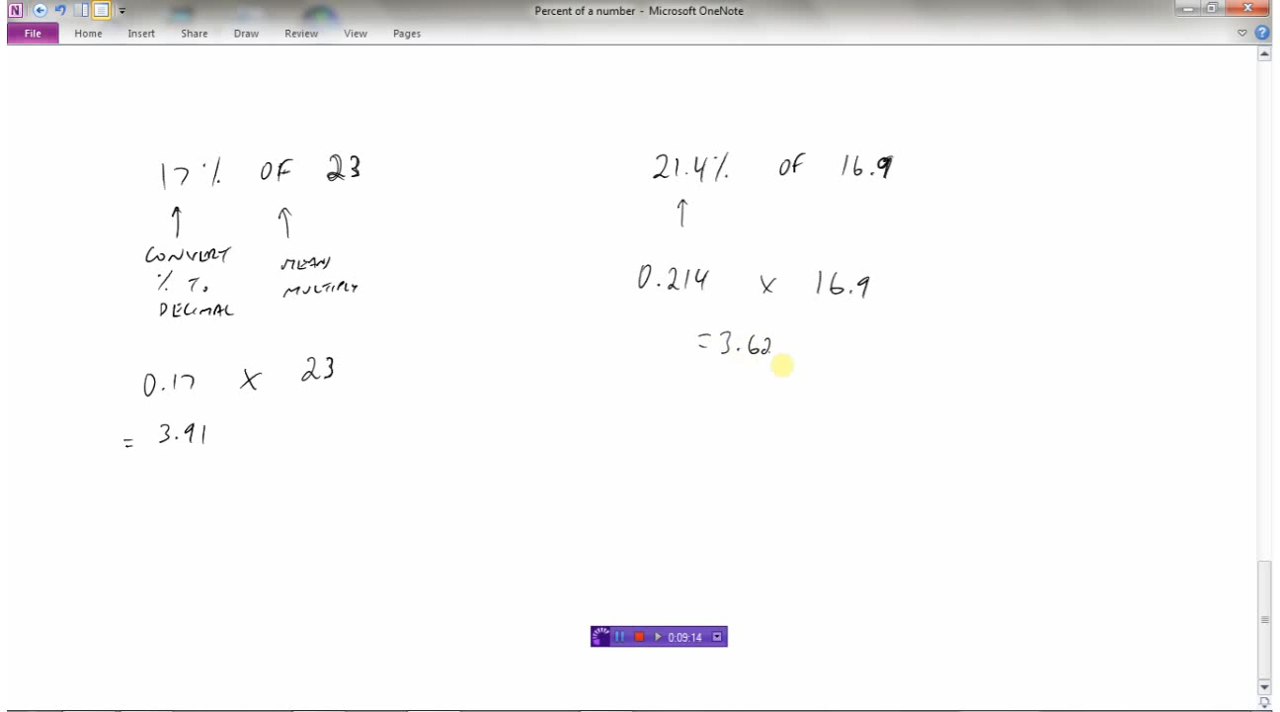 Percent of a number - Microsoft OneNote
File Home Insert Share Draw Review View Pages
17% OF 23
CONVERT
% TO
DECIMAL
MEANS
MULTIPLY
0.17 x 23
= 3.91
21.4% OF 16.9
0.214 x 16.9
= 3.62
0:09:14